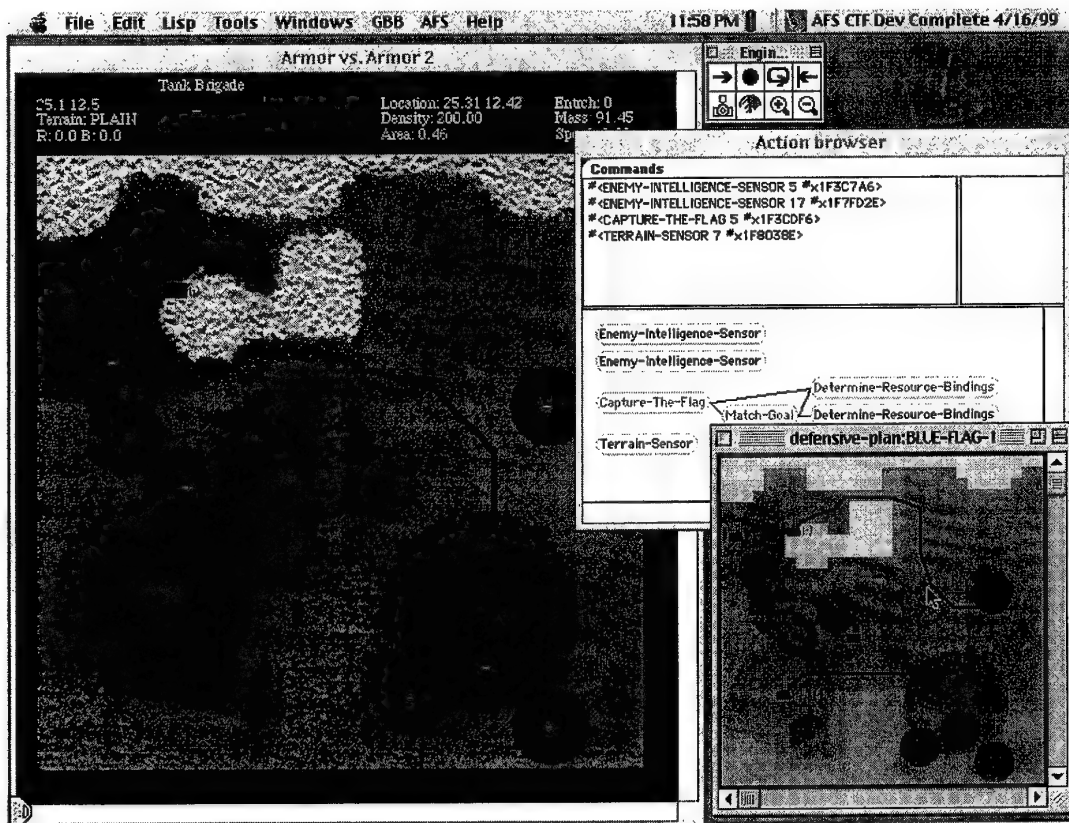 File Edit Lisp Tools Windows GBB AFS Help 11:58 PM AFS CTF Dev Complete 4/16/99
Armor vs. Armor 2
Engin
Tank Brigade
25.1 12.5 Location: 25.31 12.42 Entrch: 0
Terrain: PLAIN Density: 200.00 Mass: 91.45
R: 0.0 B: 0.0 Area: 0.46
Action browser
Commands
#<ENEMY-INTELLIGENCE-SENSOR 5 #x1F3C7A6>
#<ENEMY-INTELLIGENCE-SENSOR 17 #x1F7FD2E>
#<CAPTURE-THE-FLAG 5 #x1F3CDF6>
#<TERRAIN-SENSOR 7 #x1F8038E>
Enemy-Intelligence-Sensor
Enemy-Intelligence-Sensor
Determine-Resource-Bindings
Capture-The-Flag
Match-Goal Determine-Resource-Bindings
Terrain-Sensor
defensive-plan:BLUE-FLAG-1